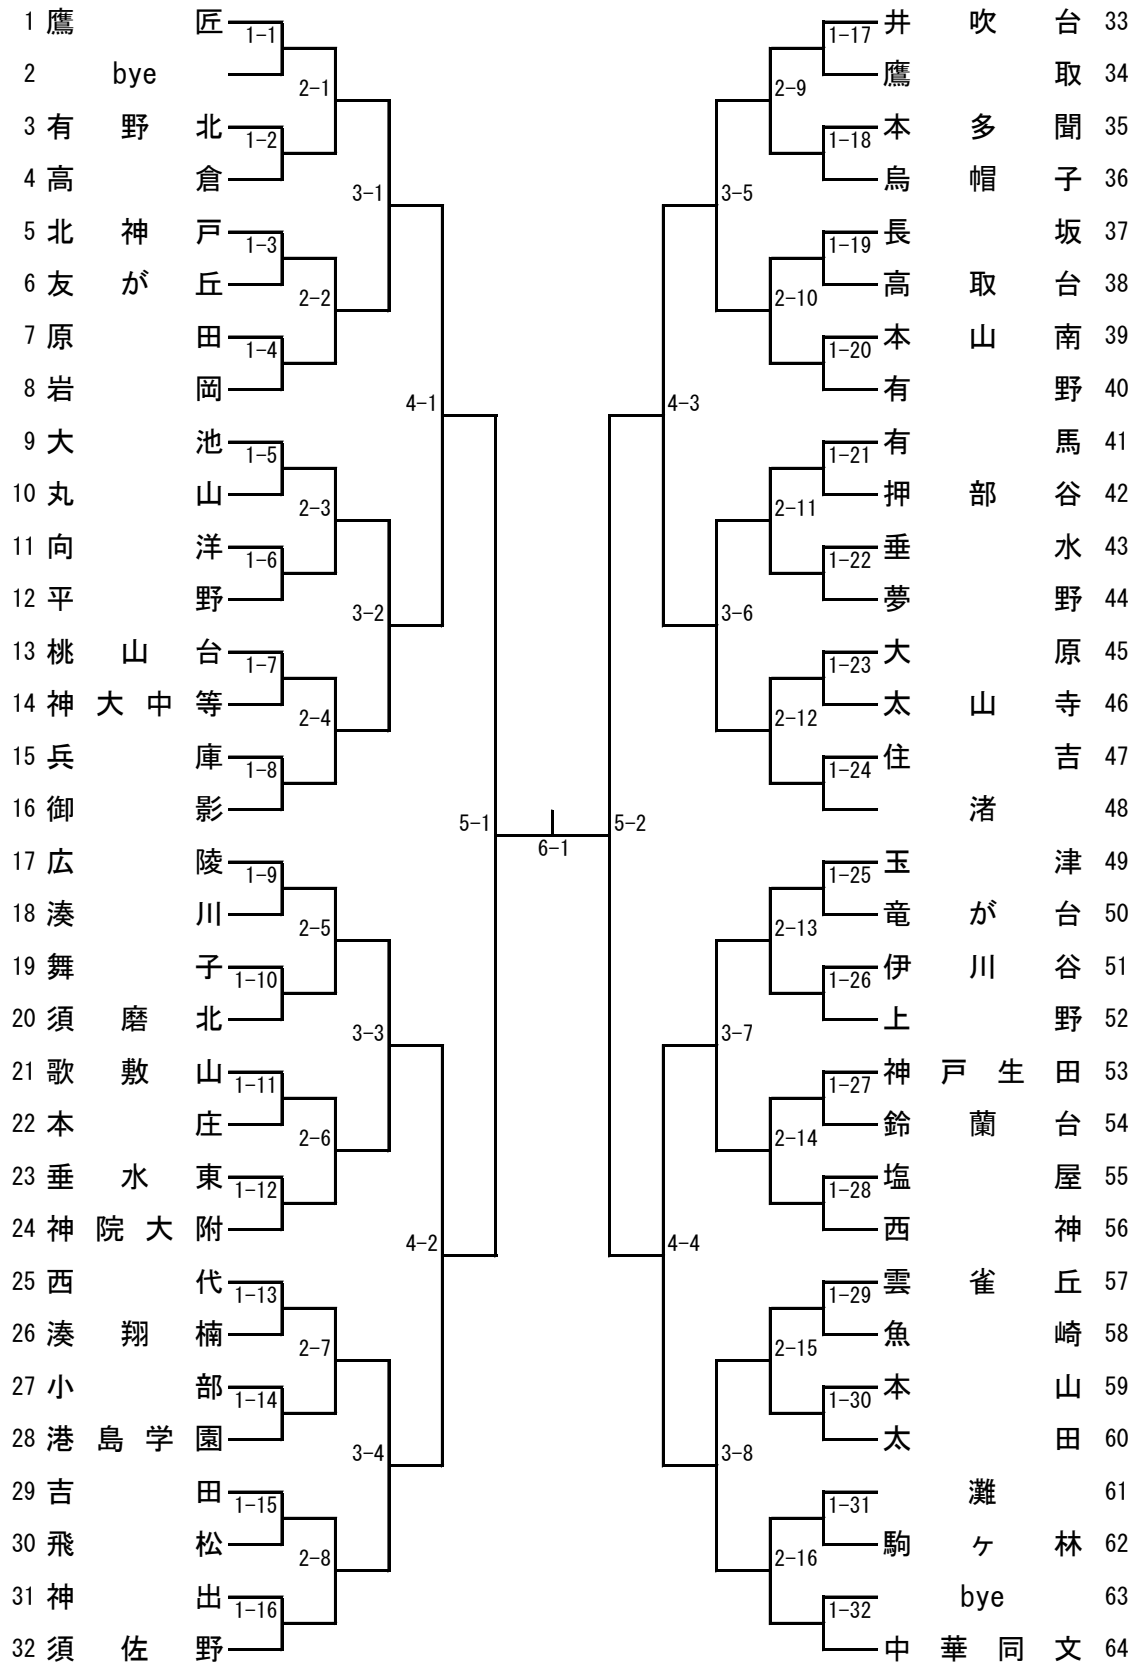 1 鷹匠
1-1
2 bye
2-1
3 有野北
1-2
4 高倉
3-1
5 北神戸
1-3
6 友が丘
2-2
7 原田
1-4
8 岩岡
4-1
9 大池
1-5
10 丸山
2-3
11 向洋
1-6
12 平野
3-2
13 桃山台
1-7
14 神大中等
2-4
15 兵庫
1-8
16 御影
5-1
17 広陵
1-9
18 湊川
2-5
19 舞子
1-10
20 須磨北
3-3
21 歌敷山
1-11
22 本庄
2-6
23 垂水東
1-12
24 神院大附
4-2
25 西代
1-13
26 湊翔楠
2-7
27 小部
1-14
28 港島学園
3-4
29 吉田
1-15
30 飛松
2-8
31 神出
1-16
32 須佐野
6-1
井吹台 33
1-17
鷹取 34
2-9
本多聞 35
1-18
烏帽子 36
3-5
長坂 37
1-19
高取台 38
2-10
本山南 39
1-20
有野 40
4-3
有馬 41
1-21
押部谷 42
2-11
垂水 43
1-22
夢野 44
3-6
大原 45
1-23
太山寺 46
2-12
住吉 47
1-24
渚 48
5-2
玉津 49
1-25
竜が台 50
2-13
伊川谷 51
1-26
上野 52
3-7
神戸生田 53
1-27
鈴蘭台 54
2-14
塩屋 55
1-28
西神 56
4-4
雲雀丘 57
1-29
魚崎 58
2-15
本山 59
1-30
太田 60
3-8
灘 61
1-31
駒ヶ林 62
2-16
bye 63
1-32
中華同文 64